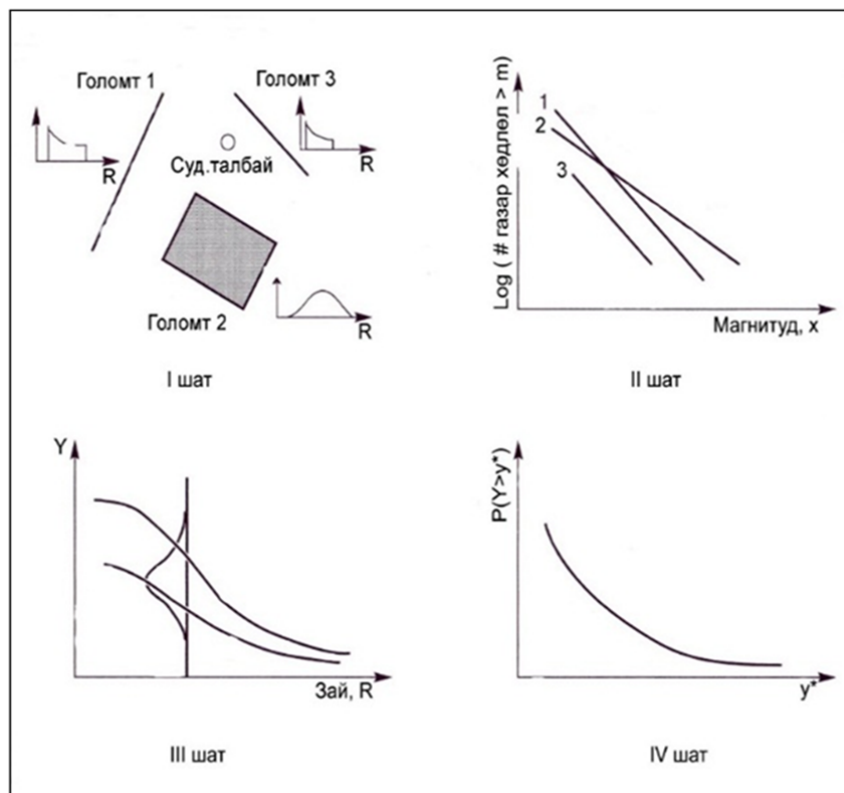 Голомт 1
Голомт 3
R
R
Суд.талбай
Голомт 2
R
I шат
Log ( # газар хөдлөл > m)
1
2
3
Магнитуд, x
II шат
Y
Зай, R
III шат
P(Y>y*)
y*
IV шат